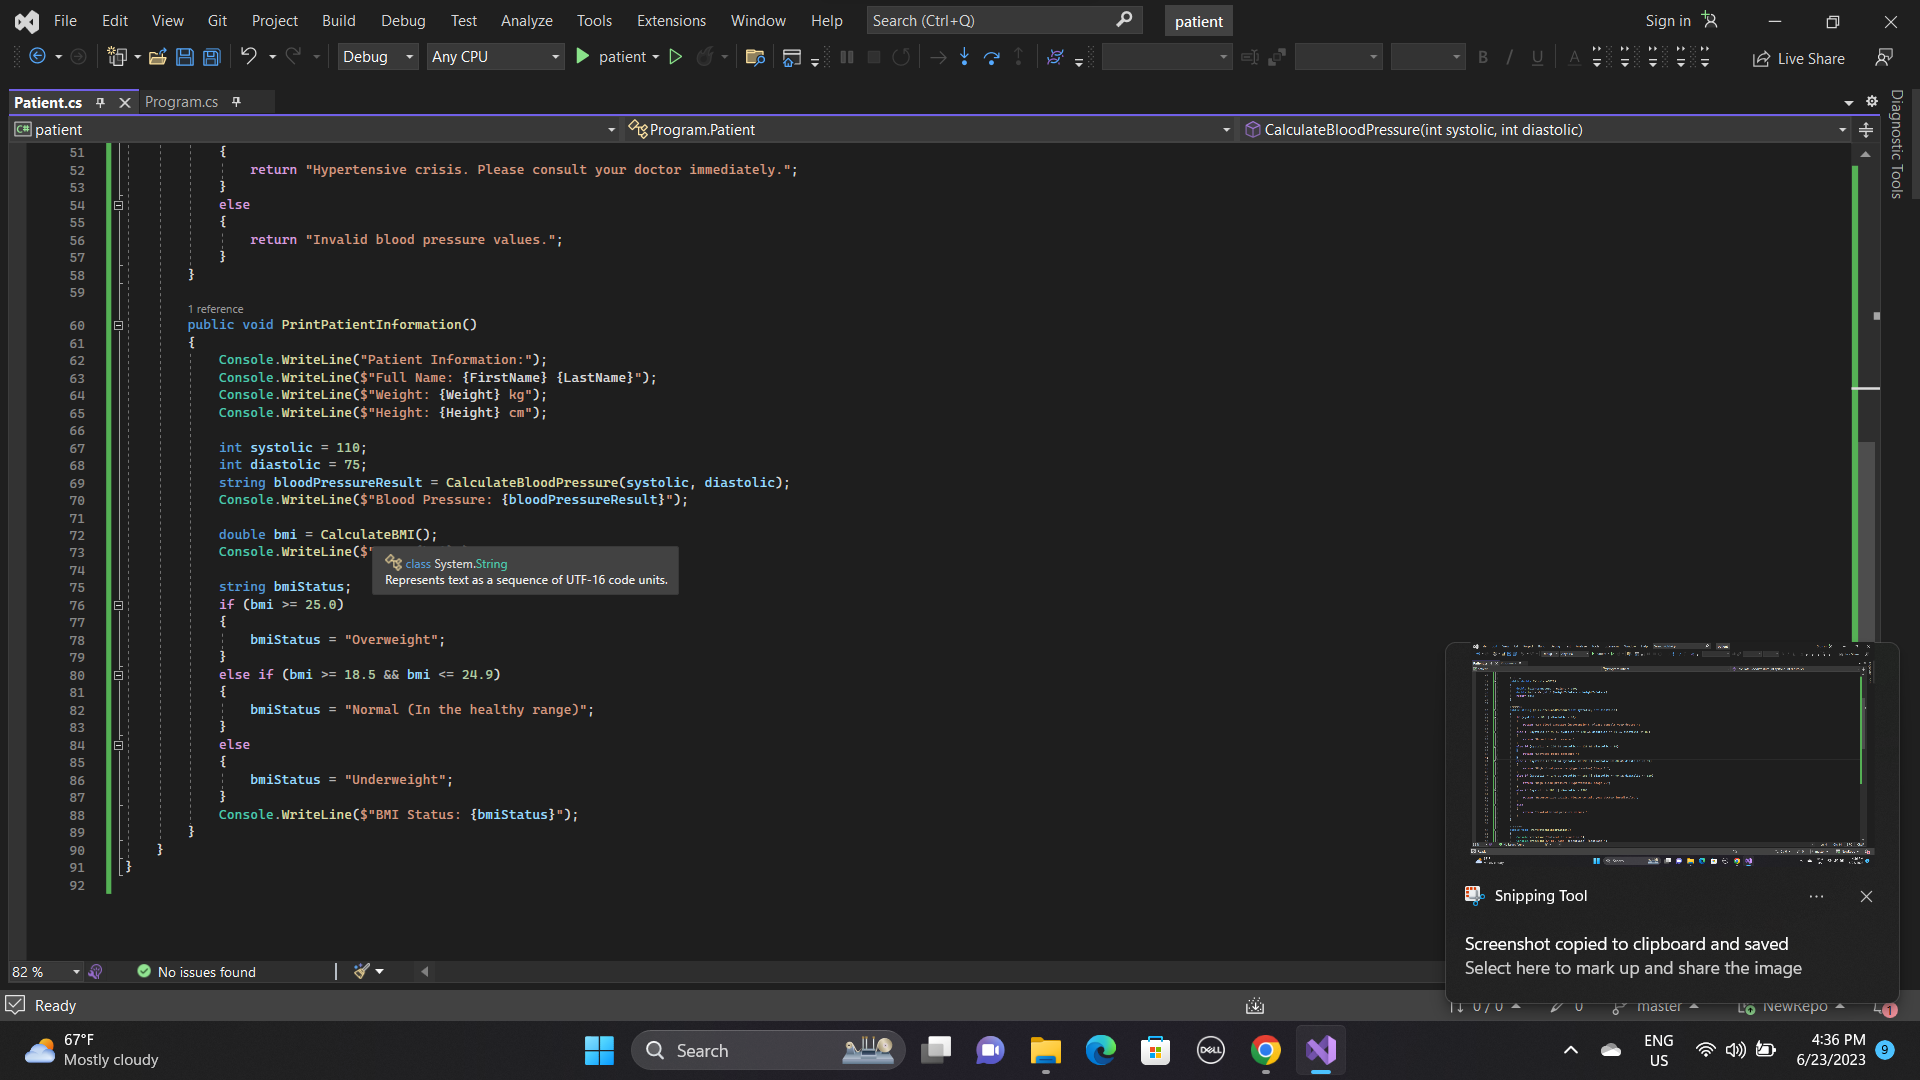 File Edit View Git Project Build Debug Test Analyze Tools Extensions Window Help Search (Ctrl+Q) patient Sign in
Debug Any CPU patient Live Share
Patient.cs Program.cs
patient Program.Patient CalculateBloodPressure(int systolic, int diastolic)
Diagnostic Tools
51 {
52 return "Hypertensive crisis. Please consult your doctor immediately.";
53 }
54 else
55 {
56 return "Invalid blood pressure values.";
57 }
58 }
59
1 reference
60 public void PrintPatientInformation()
61 {
62 Console.WriteLine("Patient Information:");
63 Console.WriteLine($"Full Name: {FirstName} {LastName}");
64 Console.WriteLine($"Weight: {Weight} kg");
65 Console.WriteLine($"Height: {Height} cm");
66
67 int systolic = 110;
68 int diastolic = 75;
69 string bloodPressureResult = CalculateBloodPressure(systolic, diastolic);
70 Console.WriteLine($"Blood Pressure: {bloodPressureResult}");
71
72 double bmi = CalculateBMI();
73 Console.WriteLine($"
class System.String
Represents text as a sequence of UTF-16 code units.
74
75 string bmiStatus;
76 if (bmi >= 25.0)
77 {
78 bmiStatus = "Overweight";
79 }
80 else if (bmi >= 18.5 && bmi <= 24.9)
81 {
82 bmiStatus = "Normal (In the healthy range)";
83 }
84 else
85 {
86 bmiStatus = "Underweight";
87 }
88 Console.WriteLine($"BMI Status: {bmiStatus}");
89 }
90 }
91 }
92
Snipping Tool
Screenshot copied to clipboard and saved
Select here to mark up and share the image
82 % No issues found
Ready 0 / 0 0 master NewRepo 1
67°F
Mostly cloudy
Search
DELL
ENG
US
4:36 PM
6/23/2023
9